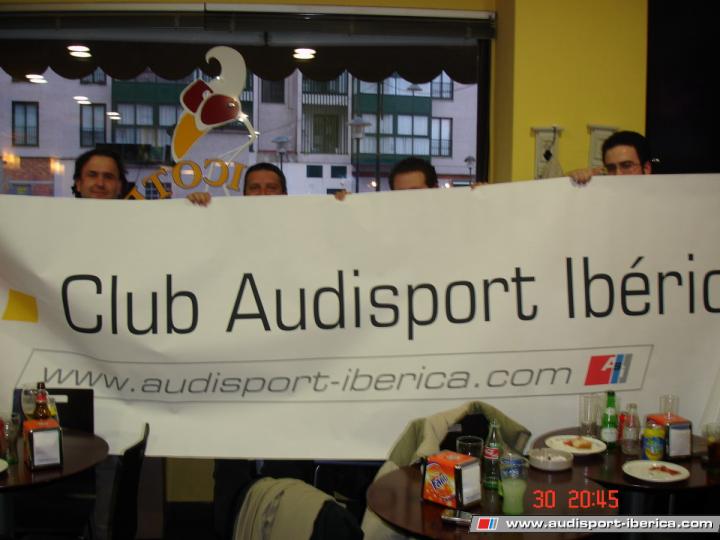 Club Audisport Ibéric
www.audisport-iberica.com
Fanta
30 20:45
www.audisport-iberica.com